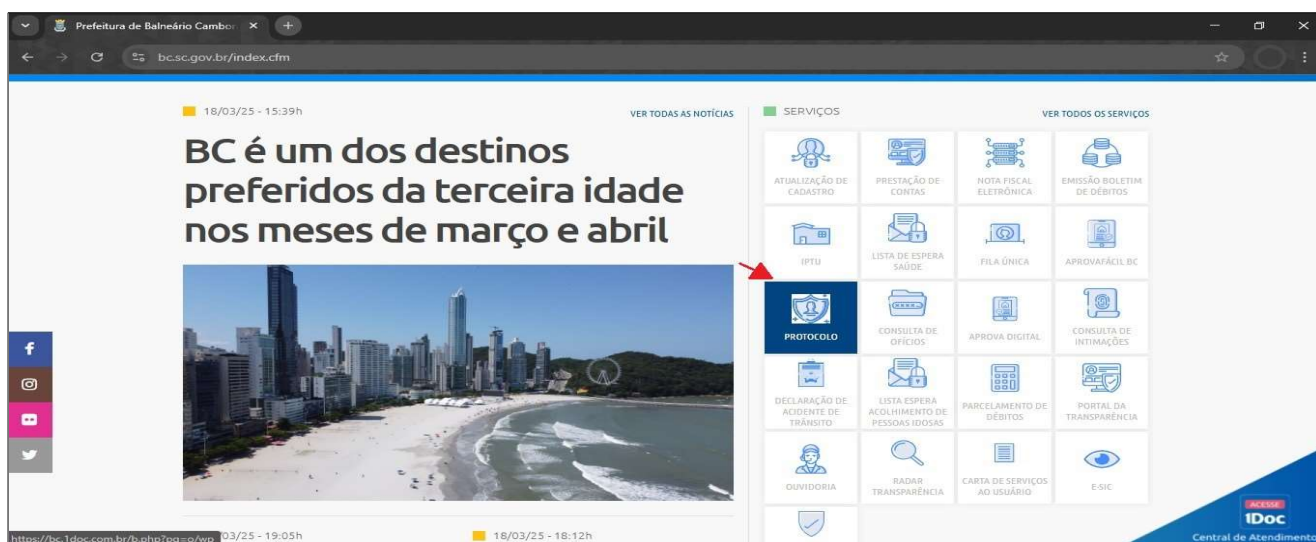 Prefeitura de Balneário Cambor
bc.sc.gov.br/index.cfm
18/03/25 - 15:39h
VER TODAS AS NOTÍCIAS
BC é um dos destinos
preferidos da terceira idade
nos meses de março e abril
SERVIÇOS
VER TODOS OS SERVIÇOS
ATUALIZAÇÃO DE
CADASTRO
PRESTAÇÃO DE
CONTAS
NOTA FISCAL
ELETRÔNICA
EMISSÃO BOLETIM
DE DÉBITOS
IPTU
LISTA DE ESPERA
SAÚDE
FILA ÚNICA
APROVAFÁCIL BC
PROTOCOLO
CONSULTA DE
OFÍCIOS
APROVA DIGITAL
CONSULTA DE
INTIMAÇÕES
DECLARAÇÃO DE
ACIDENTE DE
TRÂNSITO
LISTA ESPERA
ACOLHIMENTO DE
PESSOAS IDOSAS
PARCELAMENTO DE
DÉBITOS
PORTAL DA
TRANSPARÊNCIA
OUVIDORIA
RADAR
TRANSPARÊNCIA
CARTA DE SERVIÇOS
AO USUÁRIO
E-SIC
03/25 - 19:05h
18/03/25 - 18:12h
https://bc.1doc.com.br/b.php?pg=o/wp
ACESSE
1Doc
Central de Atendimento